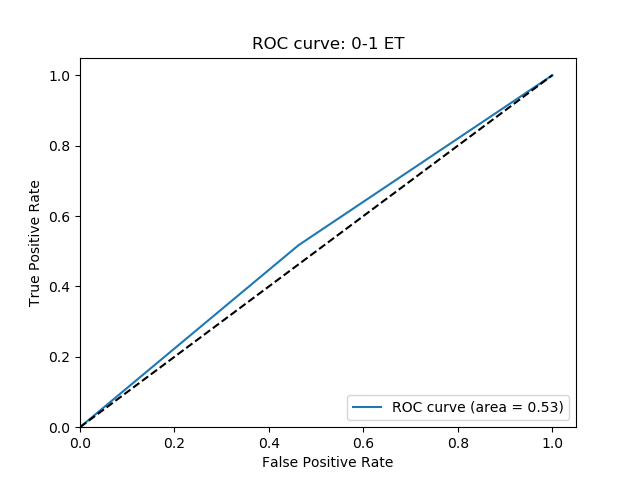 ROC curve: 0-1 ET
1.0
0.8
0.6
0.4
0.2
0.0
True Positive Rate
ROC curve (area = 0.53)
0.0 0.2 0.4 0.6 0.8 1.0
False Positive Rate